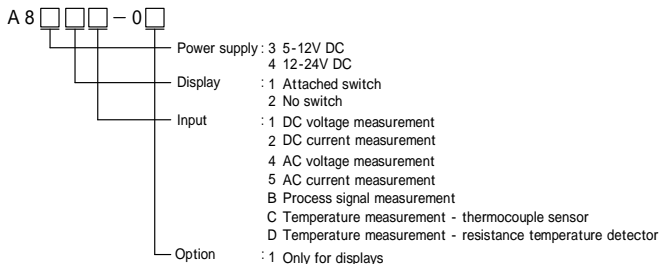 A8□□□-0□
Power supply : 3 5-12V DC
4 12-24V DC
Display : 1 Attached switch
2 No switch
Input : 1 DC voltage measurement
2 DC current measurement
4 AC voltage measurement
5 AC current measurement
B Process signal measurement
C Temperature measurement - thermocouple sensor
D Temperature measurement - resistance temperature detector
Option : 1 Only for displays